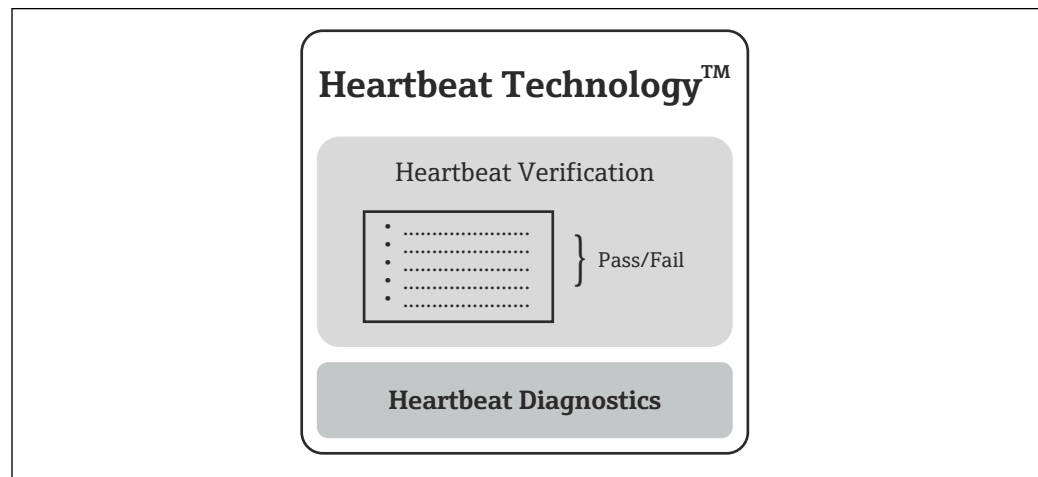 Heartbeat Technology™
Heartbeat Verification
• ......................
• ......................
• ......................
• ......................
• ......................
} Pass/Fail
Heartbeat Diagnostics